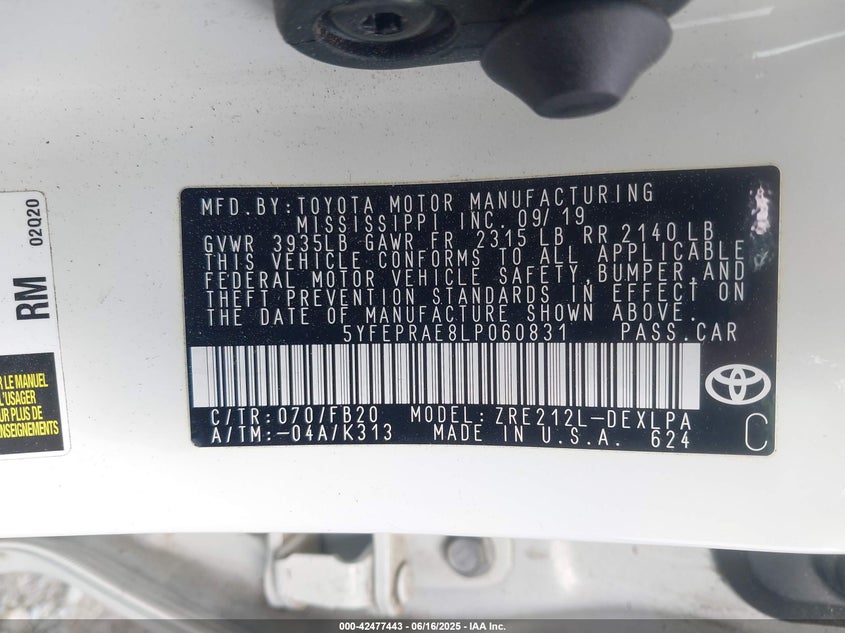 MFD.BY:TOYOTA MOTOR MANUFACTURING
MISSISSIPPI INC. 09/19
GVWR 3935LB GAWR FR 2315 LB RR 2140 LB
THIS VEHICLE CONFORMS TO ALL APPLICABLE
FEDERAL MOTOR VEHICLE SAFETY, BUMPER, AND
THEFT PREVENTION STANDARDS IN EFFECT ON
THE DATE OF MANUFACTURE SHOWN ABOVE.
5YFEPRAE8LP060831 PASS.CAR
C/TR:070/FB20 MODEL:ZRE212L-DEXLPA
A/TM:-04A/K313 MADE IN U.S.A. 624
C
RM
02Q20
R LE MANUEL
L'USAGER
UR PLUS DE
NSEIGNEMENTS
000-42477443 - 06/16/2025 - IAA Inc.